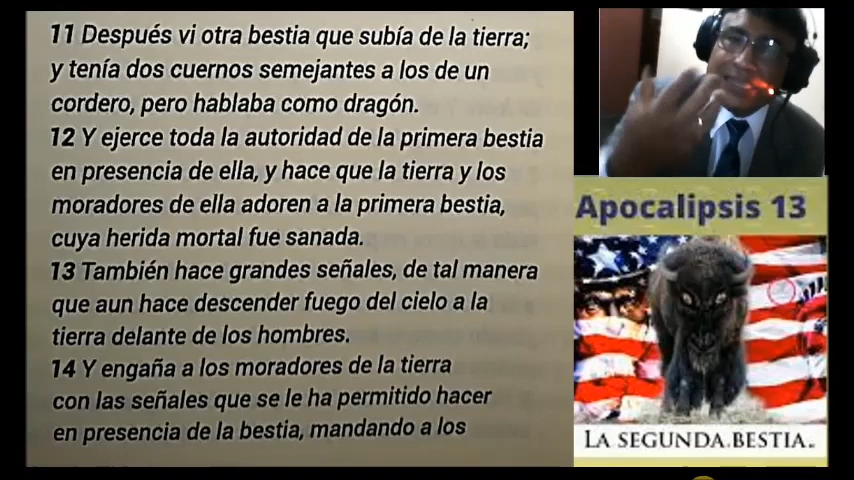 11 Después vi otra bestia que subía de la tierra;
y tenía dos cuernos semejantes a los de un
cordero, pero hablaba como dragón.
12 Y ejerce toda la autoridad de la primera bestia
en presencia de ella, y hace que la tierra y los
moradores de ella adoren a la primera bestia,
cuya herida mortal fue sanada.
13 También hace grandes señales, de tal manera
que aun hace descender fuego del cielo a la
tierra delante de los hombres.
14 Y engaña a los moradores de la tierra
con las señales que se le ha permitido hacer
en presencia de la bestia, mandando a los
Apocalipsis 13
LA SEGUNDA.BESTIA.